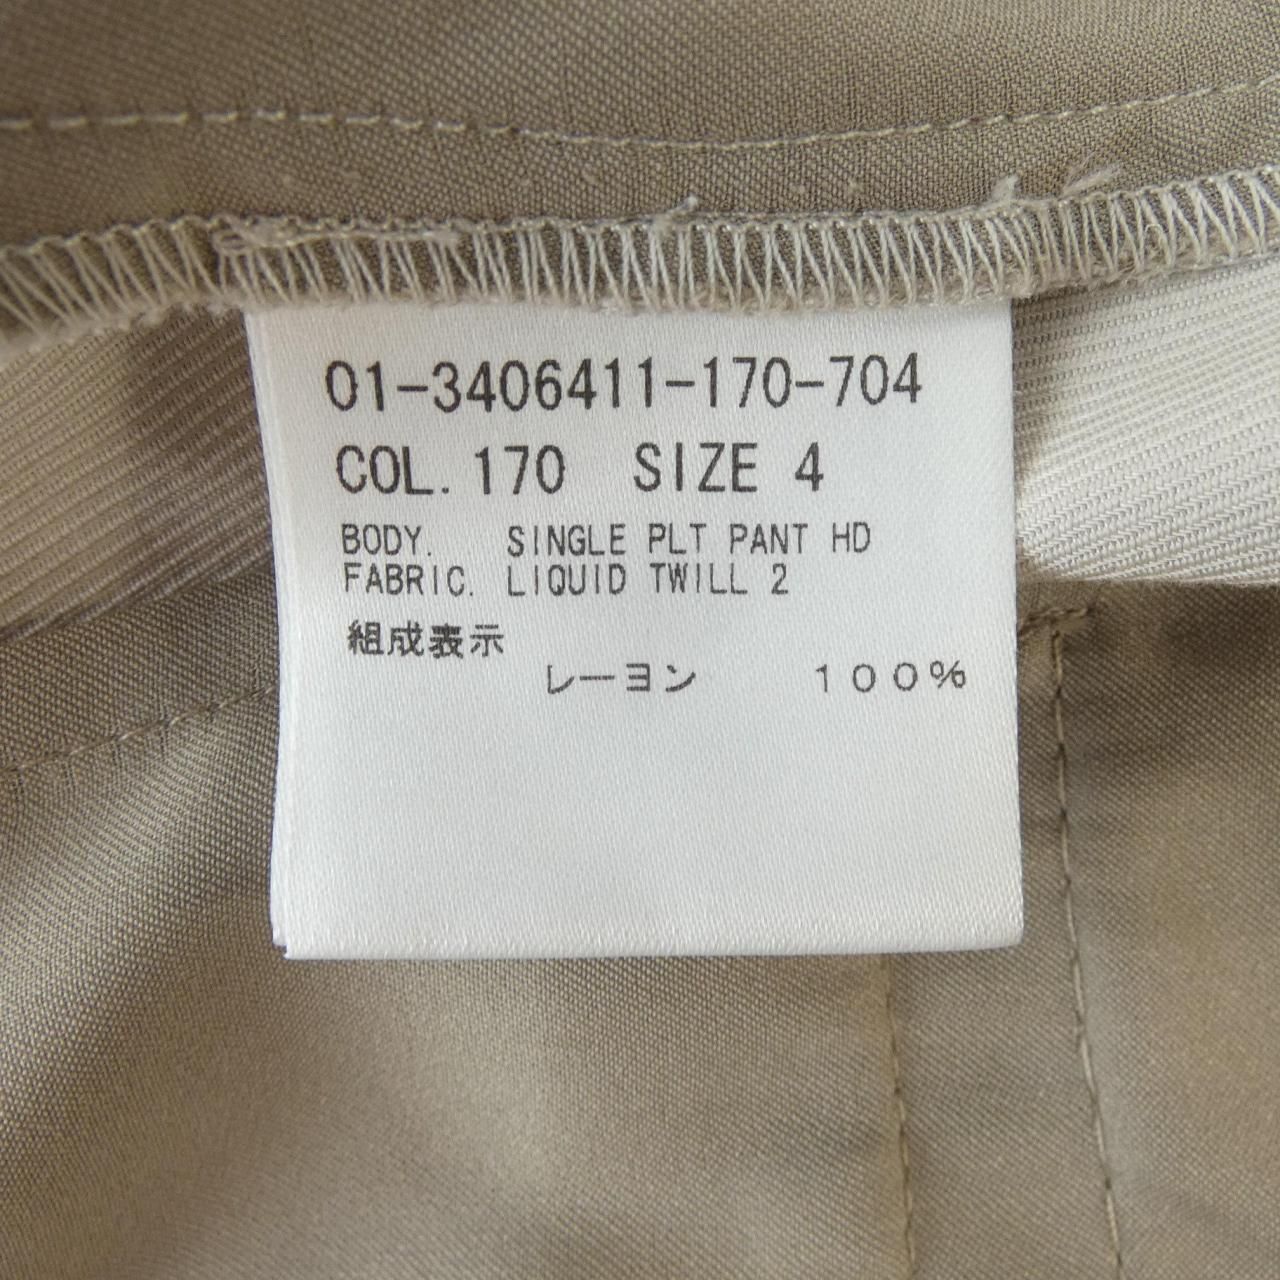 01-3406411-170-704
COL. 170 SIZE 4
BODY. SINGLE PLT PANT HD
FABRIC. LIQUID TWILL 2
組成表示
レーヨン 100%